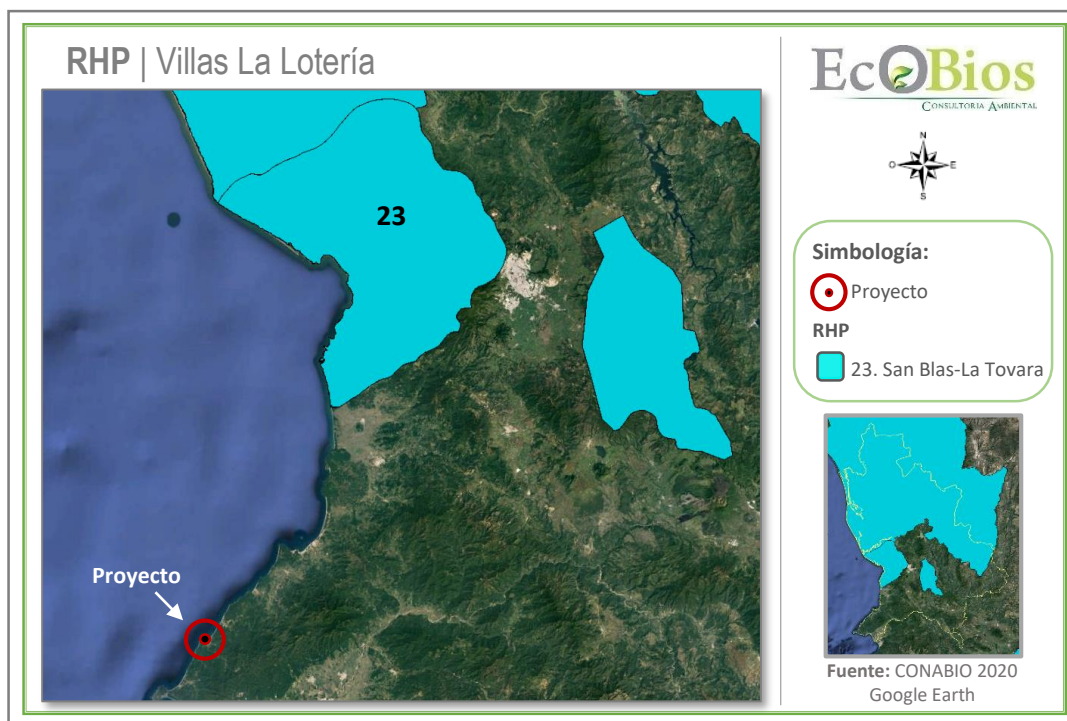 RHP | Villas La Lotería
23
Proyecto
EcOBios
CONSULTORIA AMBIENTAL
N
O E
S
Simbología:
Proyecto
RHP
23. San Blas-La Tovara
Fuente: CONABIO 2020
Google Earth